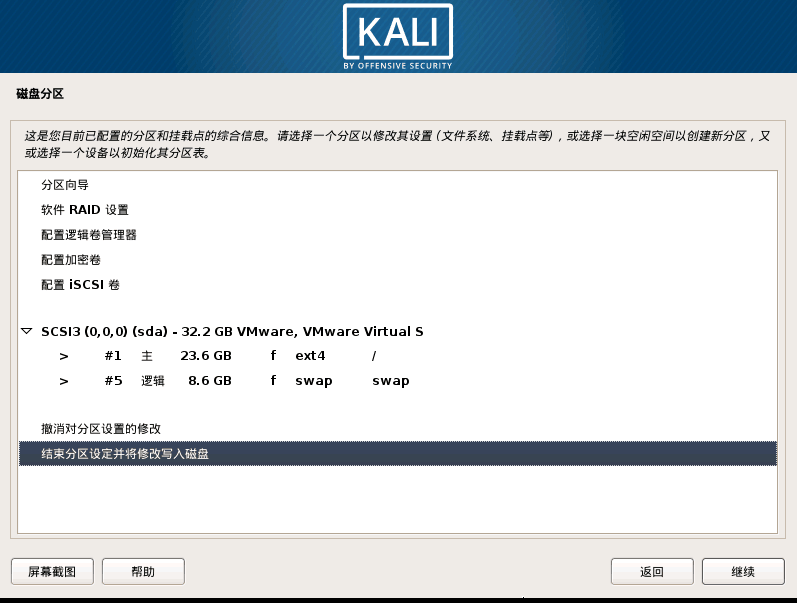 KALI
BY OFFENSIVE SECURITY
磁盘分区
这是您目前已配置的分区和挂载点的综合信息。请选择一个分区以修改其设置 (文件系统、挂载点等)，或选择一块空闲空间以创建新分区，又
或选择一个设备以初始化其分区表。
分区向导
软件 RAID 设置
配置逻辑卷管理器
配置加密卷
配置 iSCSI 卷
SCSI3 (0,0,0) (sda) - 32.2 GB VMware, VMware Virtual S
> #1 主 23.6 GB f ext4 /
> #5 逻辑 8.6 GB f swap swap
撤消对分区设置的修改
结束分区设定并将修改写入磁盘
屏幕截图 帮助 返回 继续